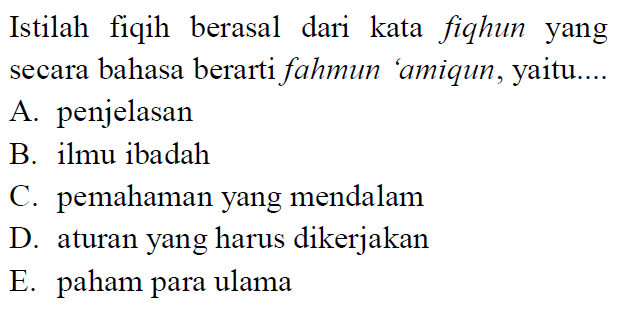 Istilah fiqih berasal dari kata fiqhun yang
secara bahasa berarti fahmun ‘amiqun, yaitu....
A. penjelasan
B. ilmu ibadah
C. pemahaman yang mendalam
D. aturan yang harus dikerjakan
E. paham para ulama